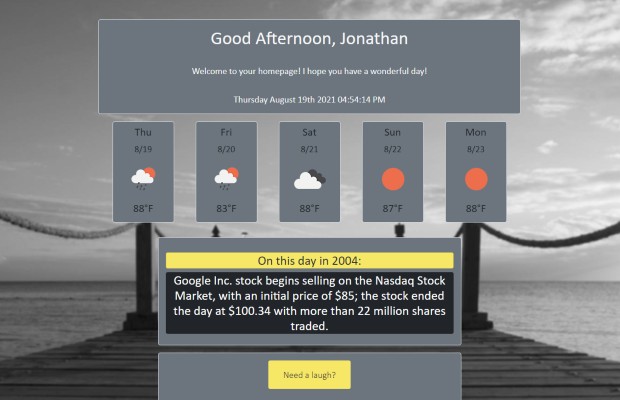 Good Afternoon, Jonathan
Welcome to your homepage! I hope you have a wonderful day!
Thursday August 19th 2021 04:54:14 PM
Thu Fri Sat Sun Mon
8/19 8/20 8/21 8/22 8/23
88°F 83°F 88°F 87°F 88°F
On this day in 2004:
Google Inc. stock begins selling on the Nasdaq Stock
Market, with an initial price of $85; the stock ended
the day at $100.34 with more than 22 million shares
traded.
Need a laugh?